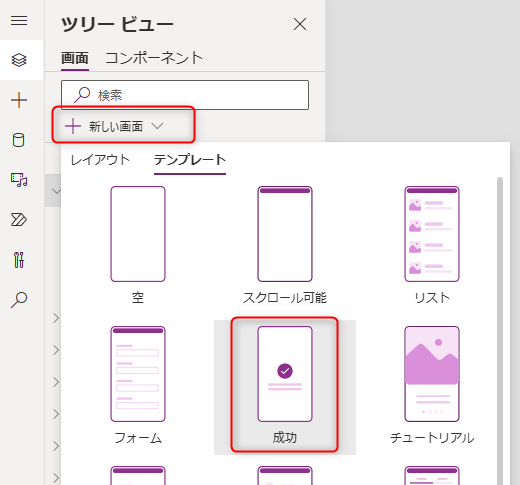 ツリー ビュー
画面 コンポーネント
検索
新しい画面
レイアウト テンプレート
空 スクロール可能 リスト
フォーム 成功 チュートリアル